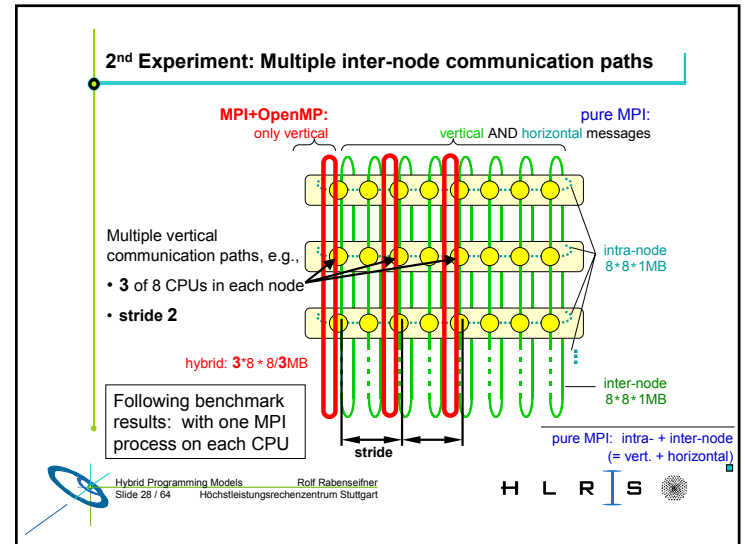 2nd Experiment: Multiple inter-node communication paths
MPI+OpenMP:
only vertical
pure MPI:
vertical AND horizontal messages
Multiple vertical
communication paths, e.g.,
• 3 of 8 CPUs in each node
• stride 2
intra-node
8*8*1MB
hybrid: 3*8 * 8/3MB
inter-node
8*8*1MB
Following benchmark
results: with one MPI
process on each CPU
stride
pure MPI: intra- + inter-node
(= vert. + horizontal)
Hybrid Programming Models Rolf Rabenseifner
Slide 28 / 64 Höchstleistungsrechenzentrum Stuttgart
H L R I S